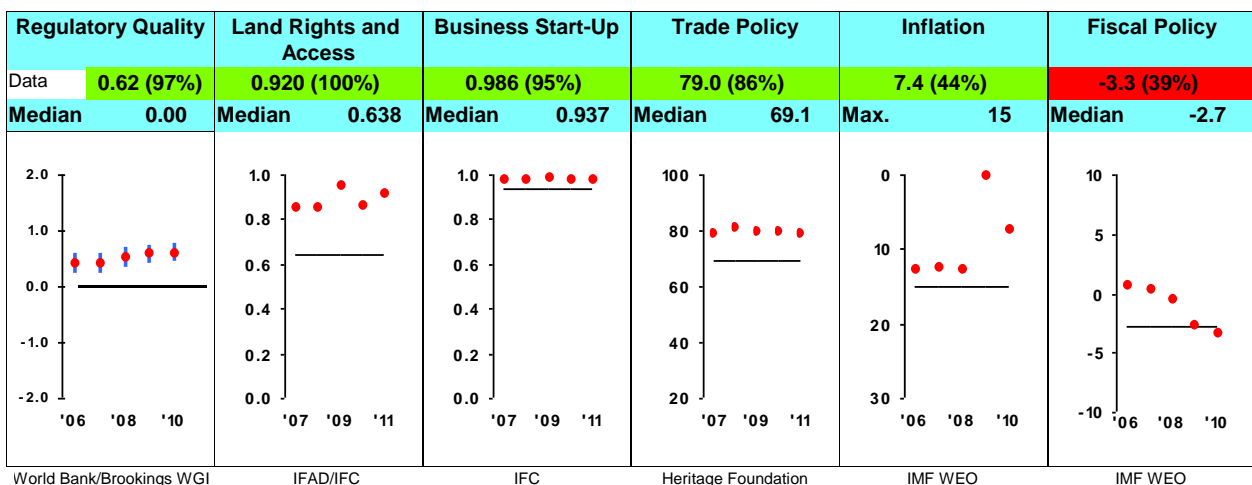 Regulatory Quality
Land Rights and Access
Business Start-Up
Trade Policy
Inflation
Fiscal Policy
Data 0.62 (97%)
0.920 (100%)
0.986 (95%)
79.0 (86%)
7.4 (44%)
-3.3 (39%)
Median 0.00
Median 0.638
Median 0.937
Median 69.1
Max. 15
Median -2.7
2.0
1.0
0.0
-1.0
-2.0
'06 '08 '10
1.0
0.8
0.6
0.4
0.2
0.0
'07 '09 '11
1.0
0.8
0.6
0.4
0.2
0.0
'07 '09 '11
100
80
60
40
20
'07 '09 '11
0
10
20
30
'06 '08 '10
10
5
0
-5
-10
'06 '08 '10
World Bank/Brookings WGI
IFAD/IFC
IFC
Heritage Foundation
IMF WEO
IMF WEO